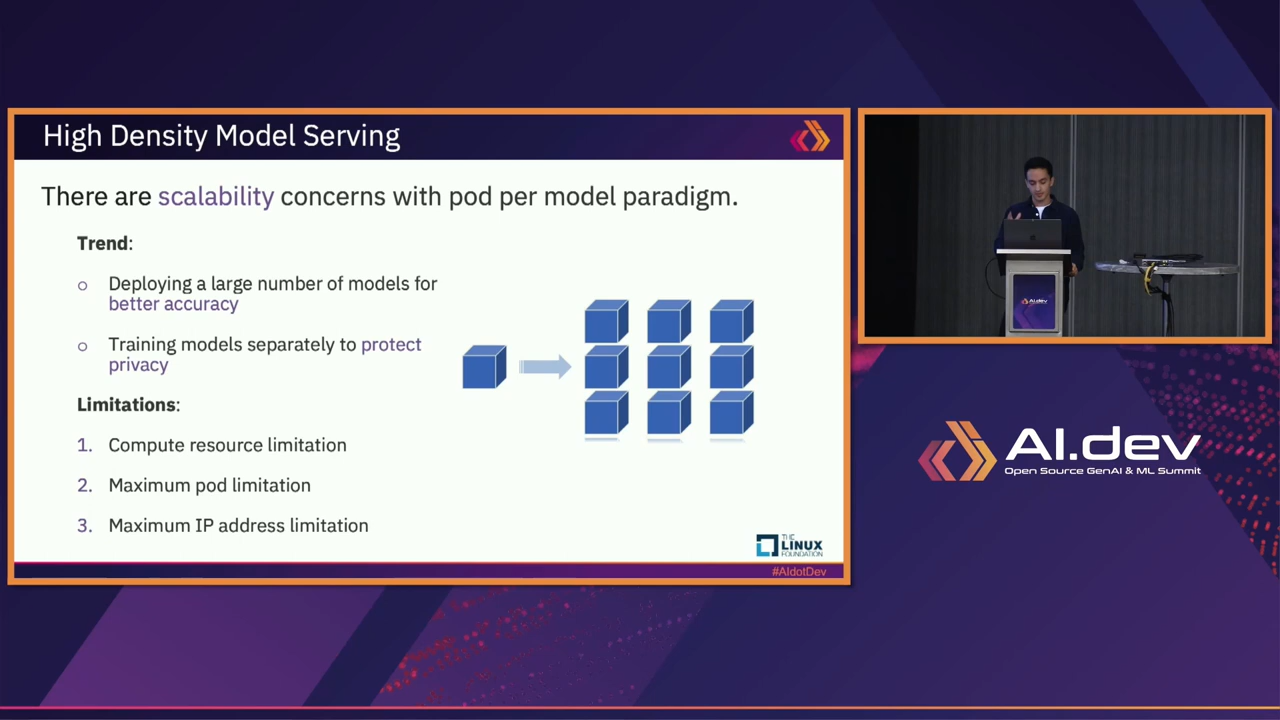 High Density Model Serving
There are scalability concerns with pod per model paradigm.
Trend:
○ Deploying a large number of models for
better accuracy
○ Training models separately to protect
privacy
Limitations:
1. Compute resource limitation
2. Maximum pod limitation
3. Maximum IP address limitation
THE
LINUX
FOUNDATION
#AIdotDev
AI.dev
AI.dev
Open Source GenAI & ML Summit